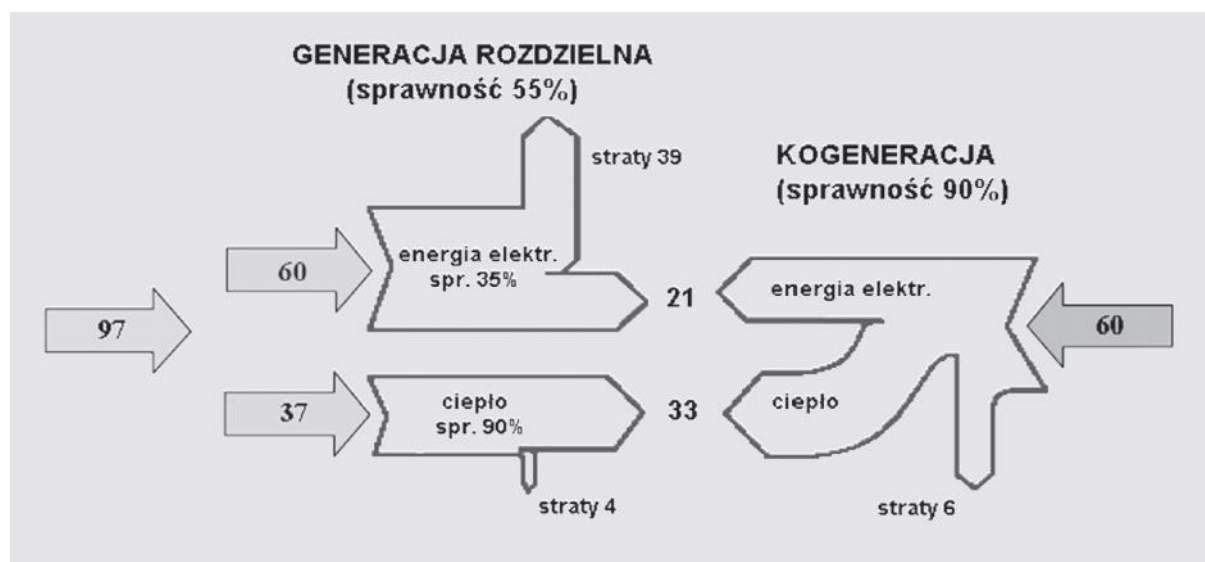 GENERACJA ROZDZIELNA
(sprawność 55%)
straty 39
KOGENERACJA
(sprawność 90%)
energia elektr.
spr. 35%
60
21
energia elektr.
60
97
37
ciepło
spr. 90%
33
ciepło
straty 4
straty 6